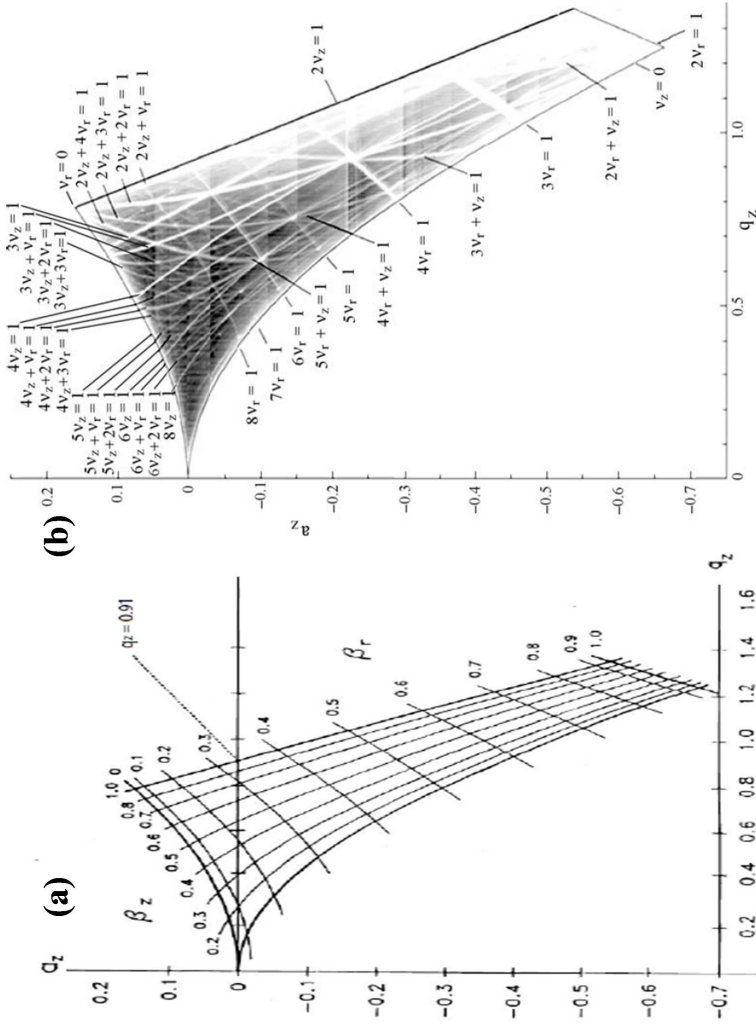 (a)
a_z
0.2
0.1
0
-0.1
-0.2
-0.3
-0.4
-0.5
-0.6
-0.7
β_z
0.2
0.3
0.4
0.5
0.6
0.7
0.8
1.0
0
0.1
0.2
0.3
0.4
0.5
0.6
0.7
0.8
0.9
1.0
β_r
qz = 0.91
0.2
0.4
0.6
0.8
1.0
1.2
1.4
1.6
q_z
(b)
a_z
0.2
0.1
0
−0.1
−0.2
−0.3
−0.4
−0.5
−0.6
−0.7
0
0.5
1.0
q_z
8ν_z = 1
6ν_z+2ν_r = 1
6ν_z + ν_r = 1
6ν_z = 1
5ν_z+2ν_r = 1
5ν_z + ν_r = 1
5ν_z = 1
4ν_z+3ν_r = 1
4ν_z+2ν_r = 1
4ν_z + ν_r = 1
4ν_z = 1
3ν_z+3ν_r = 1
3ν_z+2ν_r = 1
3ν_z + ν_r = 1
3ν_z = 1
ν_r = 0
2ν_z + 4ν_r = 1
2ν_z + 3ν_r = 1
2ν_z + 2ν_r = 1
2ν_z + ν_r = 1
2ν_z = 1
8ν_r = 1
7ν_r = 1
6ν_r = 1
5ν_r + ν_z = 1
5ν_r = 1
4ν_r + ν_z = 1
4ν_r = 1
3ν_r + ν_z = 1
3ν_r = 1
2ν_r + ν_z = 1
ν_z = 0
2ν_r = 1